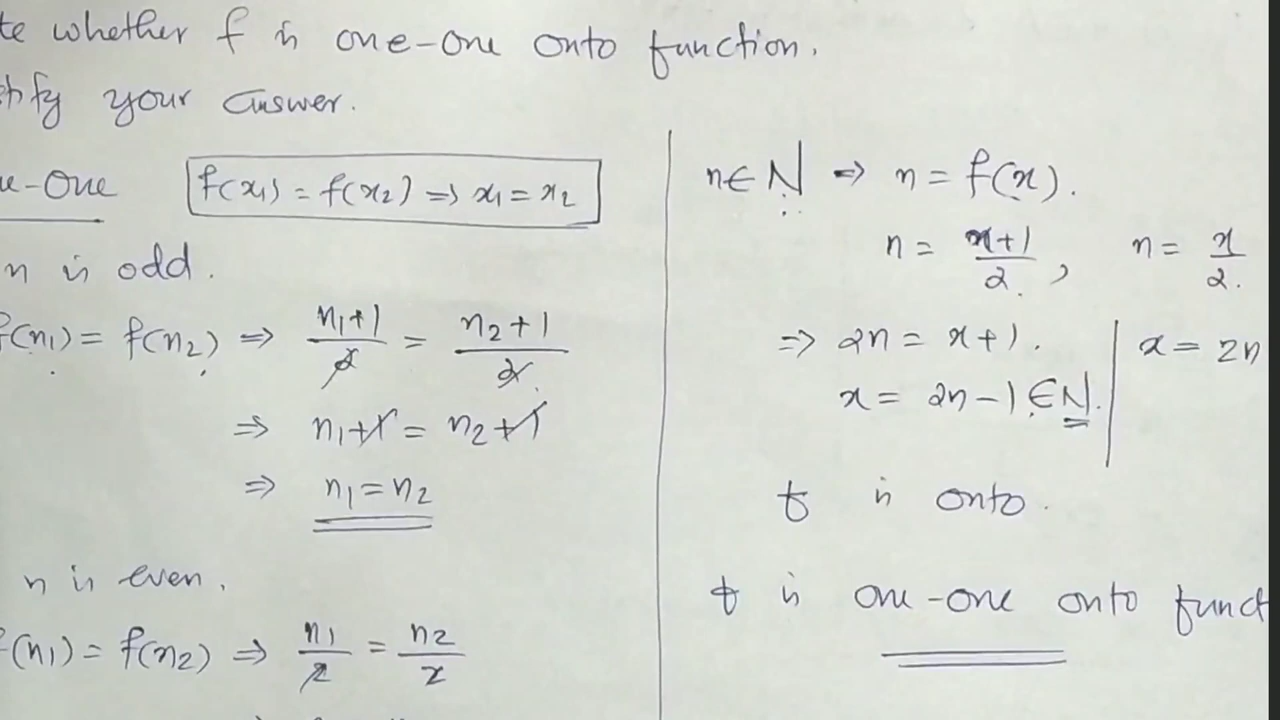 te whether f is one-one onto function.
tify your answer.
ne-One f(x₁) = f(x₂) ⇒ x₁ = x₂
n is odd.
f(n₁) = f(n₂) ⇒ (n₁+1)/2 = (n₂+1)/2
⇒ n₁+1 = n₂+1
⇒ n₁ = n₂
n is even.
f(n₁) = f(n₂) ⇒ n₁/2 = n₂/2
n∈N ⇒ n = f(x).
n = (x+1)/2, n = x/2.
⇒ 2n = x+1. x = 2n
x = 2n-1 ∈ N.
f is onto.
f is one-one onto funct